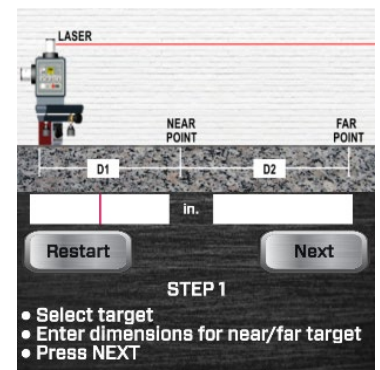 LASER
NEAR
POINT
FAR
POINT
D1
D2
in.
Restart
Next
STEP 1
• Select target
• Enter dimensions for near/far target
• Press NEXT